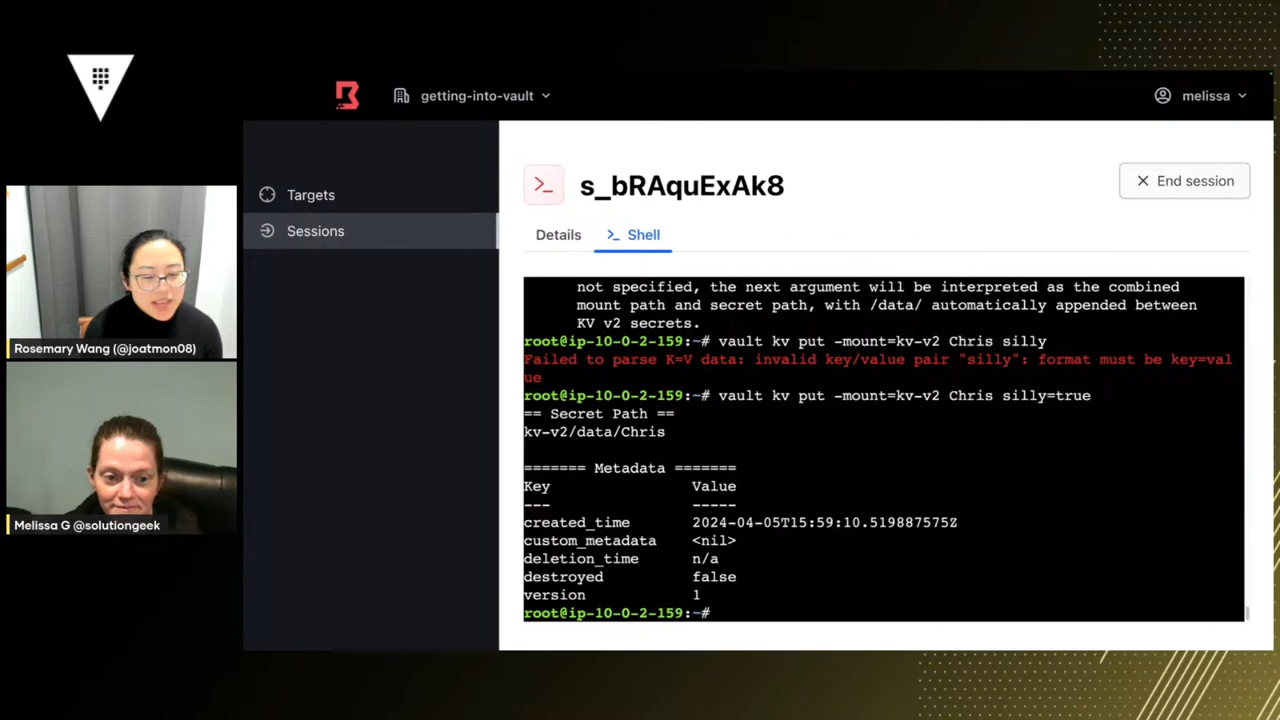 getting-into-vault
melissa
Targets
Sessions
s_bRAquExAk8
End session
Details
Shell
not specified, the next argument will be interpreted as the combined
mount path and secret path, with /data/ automatically appended between
KV v2 secrets.
root@ip-10-0-2-159:~# vault kv put -mount=kv-v2 Chris silly
Failed to parse K=V data: invalid key/value pair "silly": format must be key=val
ue
root@ip-10-0-2-159:~# vault kv put -mount=kv-v2 Chris silly=true
== Secret Path ==
kv-v2/data/Chris
======= Metadata =======
Key Value
--- -----
created_time 2024-04-05T15:59:10.519887575Z
custom_metadata <nil>
deletion_time n/a
destroyed false
version 1
root@ip-10-0-2-159:~#
Rosemary Wang (@joatmon08)
Melissa G @solutiongeek